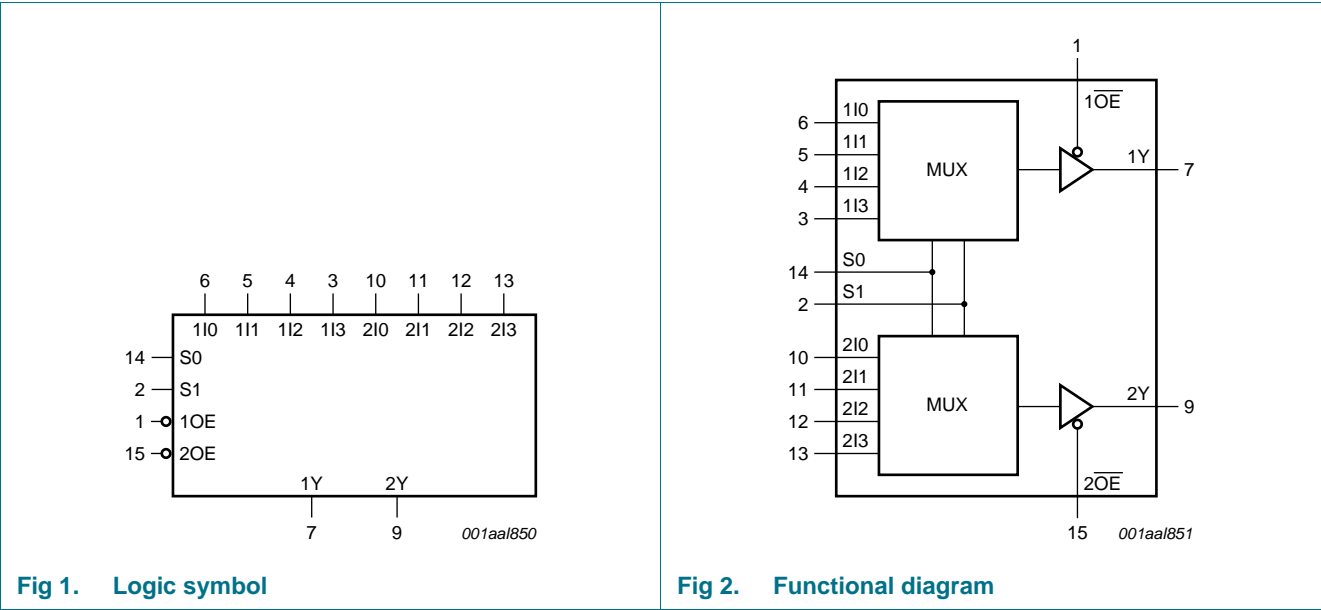 6 5 4 3 10 11 12 13
1I0 1I1 1I2 1I3 2I0 2I1 2I2 2I3
14 S0
2 S1
1 1OE
15 2OE
1Y 2Y
7 9 001aal850
Fig 1. Logic symbol
1
1OE
6 1I0
5 1I1
4 1I2
3 1I3
MUX
1Y 7
14 S0
2 S1
10 2I0
11 2I1
12 2I2
13 2I3
MUX
2Y 9
2OE
15 001aal851
Fig 2. Functional diagram